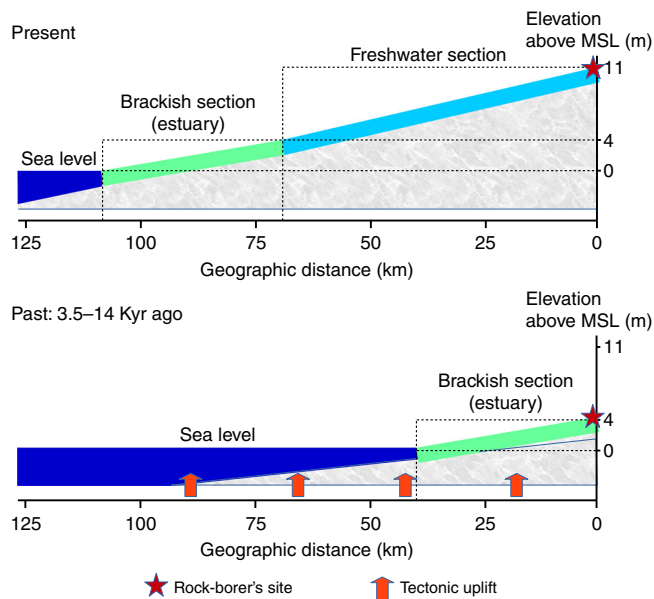 Present
Elevation
above MSL (m)
Freshwater section
11
Brackish section
(estuary)
4
Sea level
0
125
100
75
50
25
0
Geographic distance (km)
Past: 3.5–14 Kyr ago
Elevation
above MSL (m)
11
Brackish section
(estuary)
4
Sea level
0
125
100
75
50
25
0
Geographic distance (km)
Rock-borer's site
Tectonic uplift